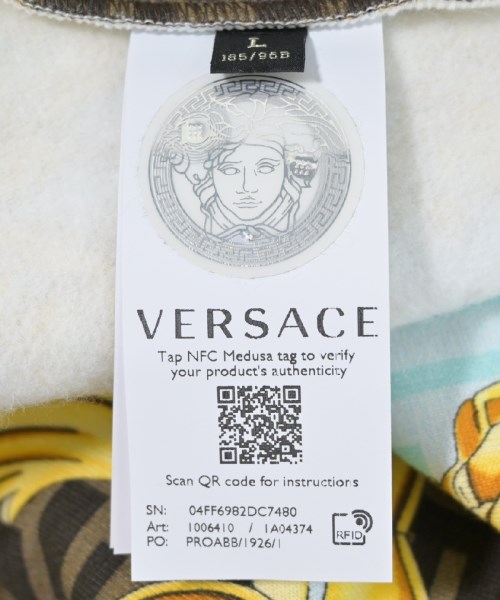 L
185/96B
VERSACE
Tap NFC Medusa tag to verify
your product's authenticity
Scan QR code for instructions
SN: 04FF6982DC7480
Art: 1006410 / 1A04374
PO: PROABB/1926/1
RFID